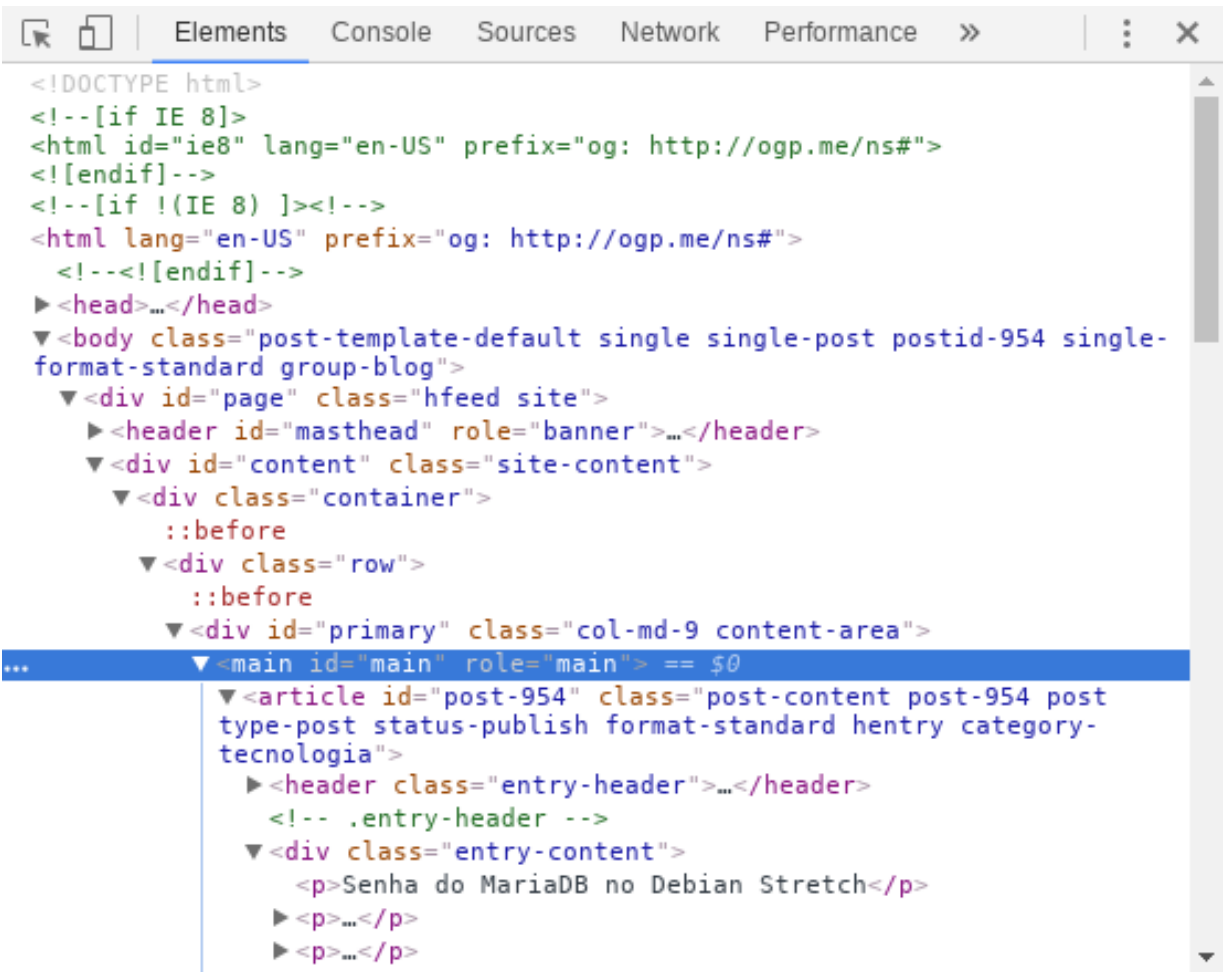 Elements Console Sources Network Performance »
<!DOCTYPE html>
<!--[if IE 8]>
<html id="ie8" lang="en-US" prefix="og: http://ogp.me/ns#">
<![endif]-->
<!--[if !(IE 8) ]><!-->
<html lang="en-US" prefix="og: http://ogp.me/ns#">
<!--<![endif]-->
▶<head>…</head>
▼<body class="post-template-default single single-post postid-954 single-
format-standard group-blog">
▼<div id="page" class="hfeed site">
▶<header id="masthead" role="banner">…</header>
▼<div id="content" class="site-content">
▼<div class="container">
::before
▼<div class="row">
::before
▼<div id="primary" class="col-md-9 content-area">
… ▼<main id="main" role="main"> == $0
▼<article id="post-954" class="post-content post-954 post
type-post status-publish format-standard hentry category-
tecnologia">
▶<header class="entry-header">…</header>
<!-- .entry-header -->
▼<div class="entry-content">
<p>Senha do MariaDB no Debian Stretch</p>
▶<p>…</p>
▶<p>…</p>